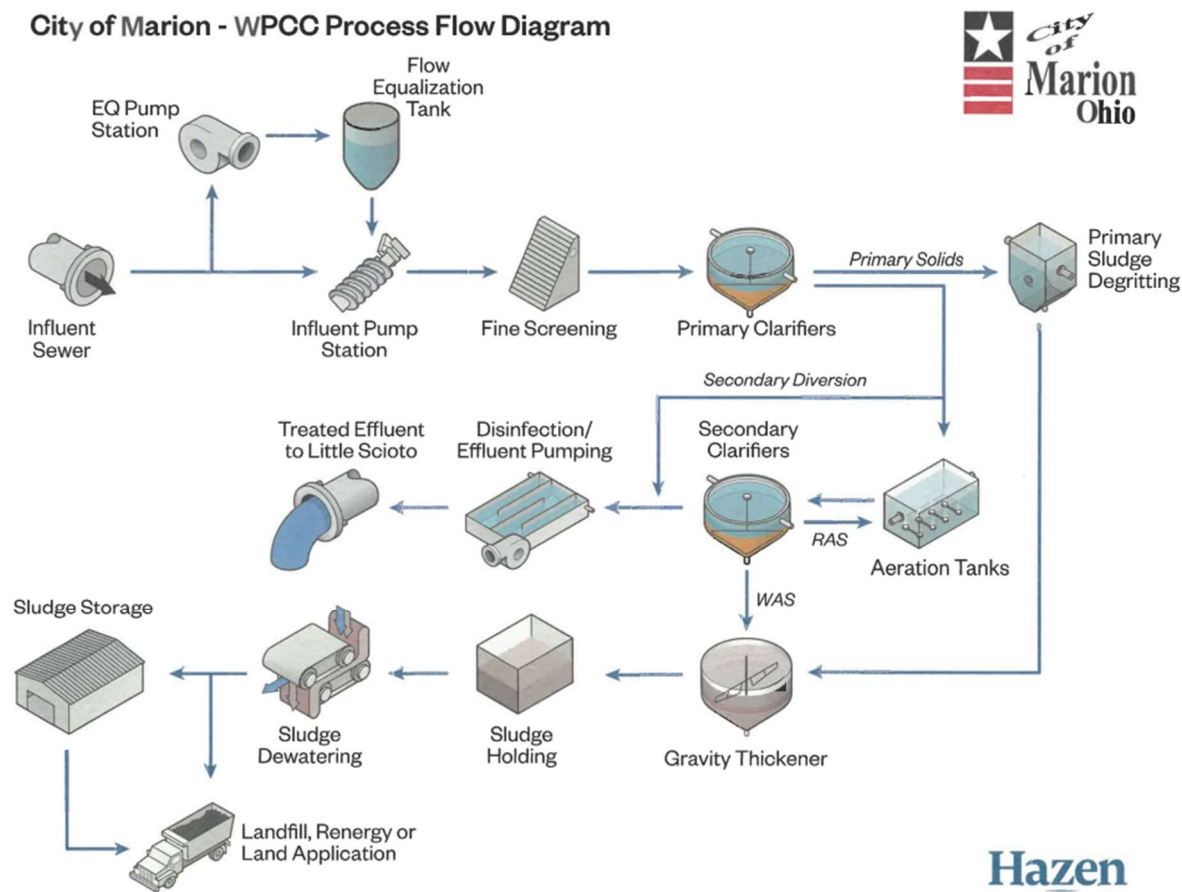 City of Marion - WPCC Process Flow Diagram
City
of
Marion
Ohio
Flow
Equalization
Tank
EQ Pump
Station
Influent
Sewer
Influent Pump
Station
Fine Screening
Primary Clarifiers
Primary Solids
Primary
Sludge
Degritting
Secondary Diversion
Treated Effluent
to Little Scioto
Disinfection/
Effluent Pumping
Secondary
Clarifiers
RAS
Aeration Tanks
WAS
Sludge Storage
Sludge
Dewatering
Sludge
Holding
Gravity Thickener
Landfill, Renergy or
Land Application
Hazen